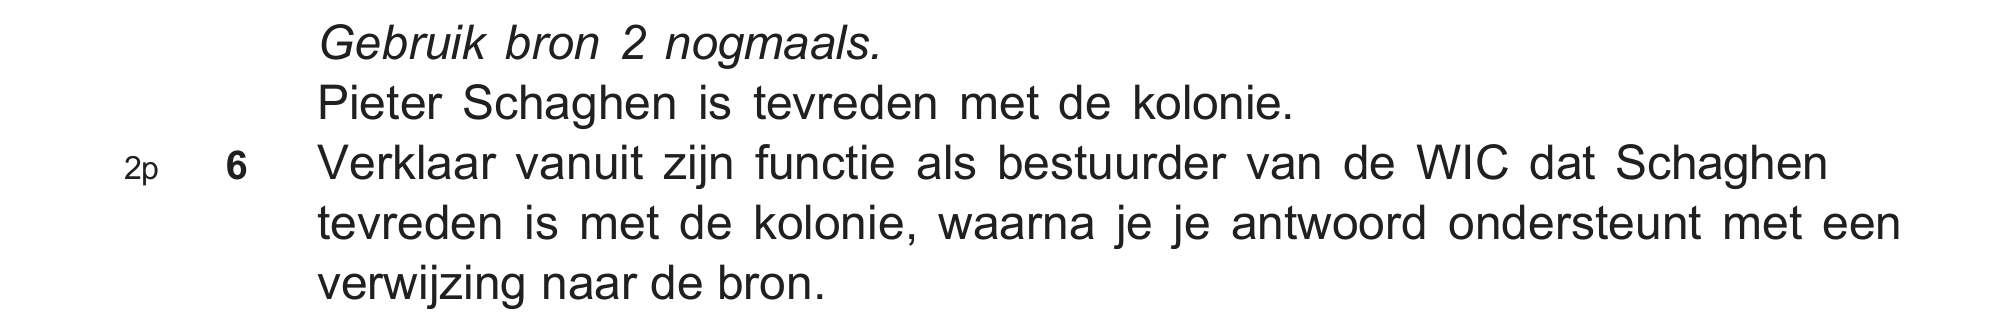 Gebruik bron 2 nogmaals.
Pieter Schaghen is tevreden met de kolonie.
2p 6 Verklaar vanuit zijn functie als bestuurder van de WIC dat Schaghen
tevreden is met de kolonie, waarna je je antwoord ondersteunt met een
verwijzing naar de bron.